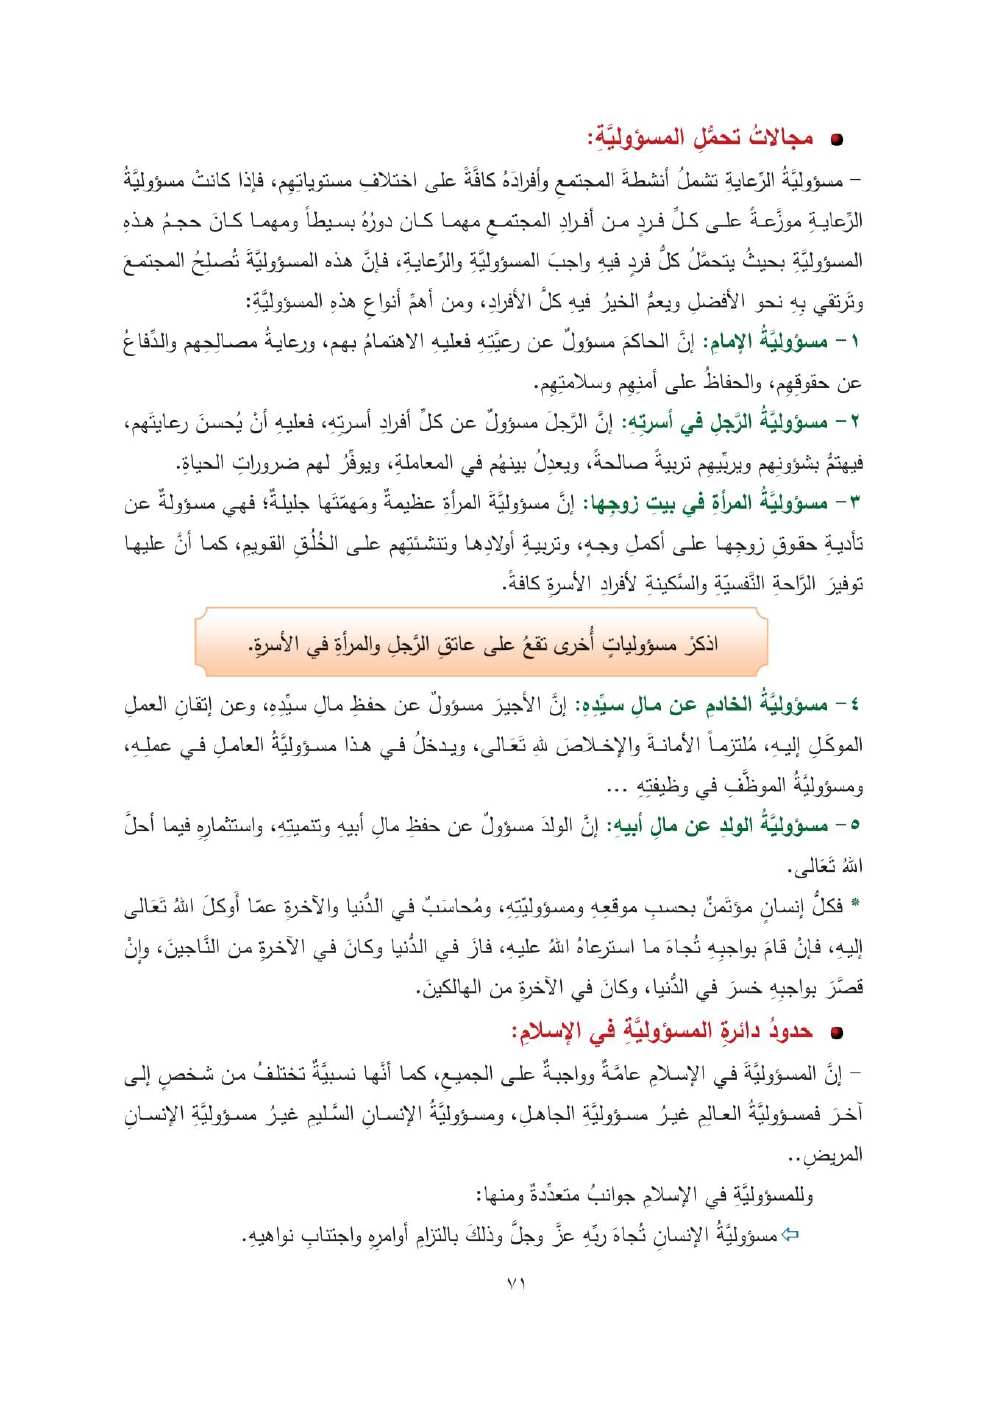 • مجالاتُ تحمُّلِ المسؤوليَّةِ:
– مسؤوليَّةُ الرِّعايةِ تشملُ أنشطةَ المجتمعِ وأفرادَهُ كافَّةً على اختلافِ مستوياتِهِم، فإذا كانتْ مسؤوليَّةُ
الرِّعايةِ موزَّعةً على كلِّ فردٍ من أفرادِ المجتمعِ مهما كان دورُهُ بسيطاً ومهما كانَ حجمُ هذهِ
المسؤوليَّةِ بحيثُ يتحمَّلُ كلُّ فردٍ فيهِ واجبَ المسؤوليَّةِ والرِّعايةِ، فإنَّ هذه المسؤوليَّةَ تُصلِحُ المجتمعَ
وتَرتقي بِهِ نحو الأفضلِ ويعمُّ الخيرُ فيهِ كلَّ الأفرادِ، ومن أهمِّ أنواعِ هذهِ المسؤوليَّةِ:
١– مسؤوليَّةُ الإمامِ: إنَّ الحاكمَ مسؤولٌ عن رعيَّتِهِ فعليهِ الاهتمامُ بهم، ورعايةُ مصالِحِهم والدِّفاعُ
عن حقوقِهِم، والحفاظُ على أمنِهِم وسلامتِهِم.
٢– مسؤوليَّةُ الرَّجلِ في أسرتِهِ: إنَّ الرَّجلَ مسؤولٌ عن كلِّ أفرادِ أسرتِهِ، فعليهِ أنْ يُحسنَ رعايتَهم،
فيهتمُّ بشؤونِهم ويربِّيهِم تربيةً صالحةً، ويعدِلُ بينهُم في المعاملةِ، ويوفِّرُ لهم ضروراتِ الحياةِ.
٣– مسؤوليَّةُ المرأةِ في بيتِ زوجِها: إنَّ مسؤوليَّةَ المرأةِ عظيمةٌ ومَهمّتَها جليلةٌ؛ فهي مسؤولةٌ عن
تأديةِ حقوقِ زوجِها على أكملِ وجهٍ، وتربيةِ أولادِها وتنشئتِهم على الخُلُقِ القويمِ، كما أنَّ عليها
توفيرَ الرَّاحةِ النَّفسيّةِ والسَّكينةِ لأفرادِ الأسرةِ كافةً.
اذكرْ مسؤولياتٍ أُخرى تقعُ على عاتقِ الرَّجلِ والمرأةِ في الأسرةِ.
٤– مسؤوليَّةُ الخادمِ عن مالِ سيِّدِهِ: إنَّ الأجيرَ مسؤولٌ عن حفظِ مالِ سيِّدِهِ، وعن إتقانِ العملِ
الموكَّلِ إليهِ، مُلتزماً الأمانةَ والإخلاصَ للهِ تَعَالى، ويدخلُ في هذا مسؤوليَّةُ العاملِ في عملِهِ،
ومسؤوليَّةُ الموظَّفِ في وظيفتِهِ ...
٥– مسؤوليَّةُ الولدِ عن مالِ أبيهِ: إنَّ الولدَ مسؤولٌ عن حفظِ مالِ أبيهِ وتنميتِهِ، واستثمارِهِ فيما أحلَّ
اللهُ تَعَالى.
* فكلُّ إنسانٍ مؤتَمنٌ بحسبِ موقعِهِ ومسؤوليّتِهِ، ومُحاسَبٌ في الدُّنيا والآخرةِ عمّا أَوكلَ اللهُ تَعَالى
إليهِ، فإنْ قامَ بواجبِهِ تُجاهَ ما استرعاهُ اللهُ عليهِ، فازَ في الدُّنيا وكانَ في الآخرةِ من النَّاجينَ، وإنْ
قصَّرَ بواجبِهِ خسرَ في الدُّنيا، وكانَ في الآخرةِ من الهالكينَ.
• حدودُ دائرةِ المسؤوليَّةِ في الإسلامِ:
– إنَّ المسؤوليَّةَ في الإسلامِ عامَّةٌ وواجبةٌ على الجميعِ، كما أنَّها نسبيَّةٌ تختلفُ من شخصٍ إلى
آخرَ فمسؤوليَّةُ العالِمِ غيرُ مسؤوليَّةِ الجاهلِ، ومسؤوليَّةُ الإنسانِ السَّليمِ غيرُ مسؤوليَّةِ الإنسانِ
المريضِ..
وللمسؤوليَّةِ في الإسلامِ جوانبُ متعدِّدةٌ ومنها:
⇦ مسؤوليَّةُ الإنسانِ تُجاهَ ربِّهِ عزَّ وجلَّ وذلكَ بالتزامِ أوامرِهِ واجتنابِ نواهيهِ.
٧١